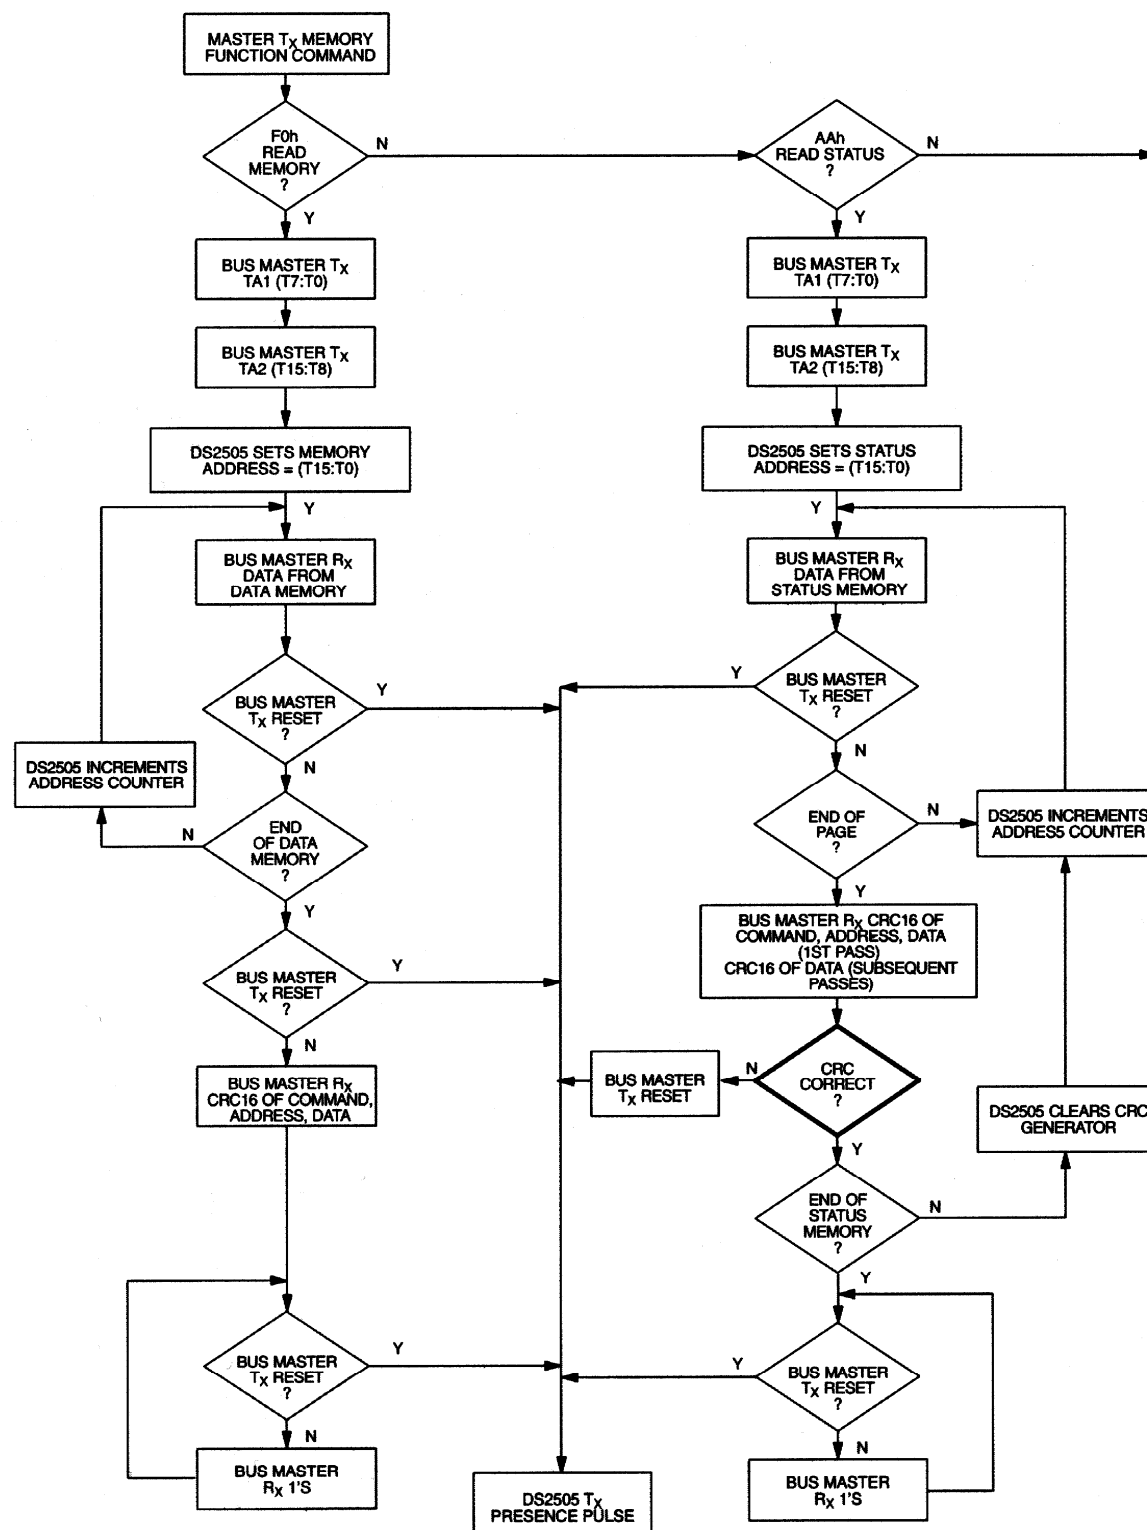 MASTER TX MEMORY
FUNCTION COMMAND
F0h
READ
MEMORY
?
N
Y
BUS MASTER TX
TA1 (T7:T0)
BUS MASTER TX
TA2 (T15:T8)
DS2505 SETS MEMORY
ADDRESS = (T15:T0)
Y
BUS MASTER RX
DATA FROM
DATA MEMORY
BUS MASTER
TX RESET
?
Y
N
DS2505 INCREMENTS
ADDRESS COUNTER
END
OF DATA
MEMORY
?
N
Y
BUS MASTER
TX RESET
?
Y
N
BUS MASTER RX
CRC16 OF COMMAND,
ADDRESS, DATA
BUS MASTER
TX RESET
?
Y
N
BUS MASTER
RX 1'S
AAh
READ STATUS
?
N
Y
BUS MASTER TX
TA1 (T7:T0)
BUS MASTER TX
TA2 (T15:T8)
DS2505 SETS STATUS
ADDRESS = (T15:T0)
Y
BUS MASTER RX
DATA FROM
STATUS MEMORY
BUS MASTER
TX RESET
?
Y
N
END OF
PAGE
?
N
Y
DS2505 INCREMENTS
ADDRES5 COUNTER
BUS MASTER RX CRC16 OF
COMMAND, ADDRESS, DATA
(1ST PASS)
CRC16 OF DATA (SUBSEQUENT
PASSES)
CRC
CORRECT
?
N
Y
BUS MASTER
TX RESET
DS2505 CLEARS CRC
GENERATOR
END OF
STATUS
MEMORY
?
N
Y
BUS MASTER
TX RESET
?
Y
N
BUS MASTER
RX 1'S
DS2505 TX
PRESENCE PULSE